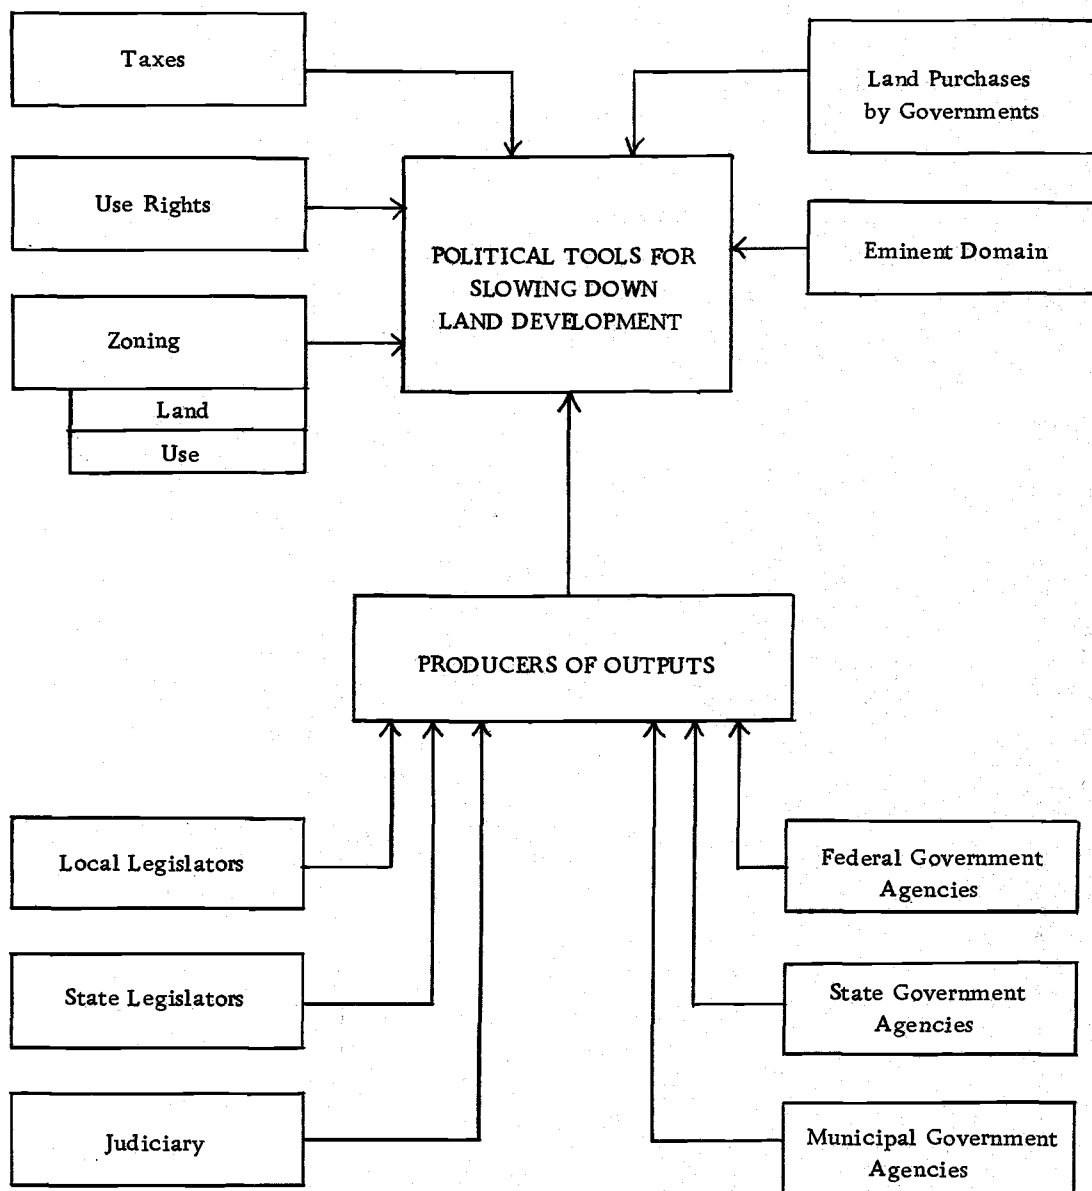 Taxes
Land Purchases
by Governments
Use Rights
Eminent Domain
POLITICAL TOOLS FOR
SLOWING DOWN
LAND DEVELOPMENT
Zoning
Land
Use
PRODUCERS OF OUTPUTS
Local Legislators
Federal Government
Agencies
State Legislators
State Government
Agencies
Judiciary
Municipal Government
Agencies